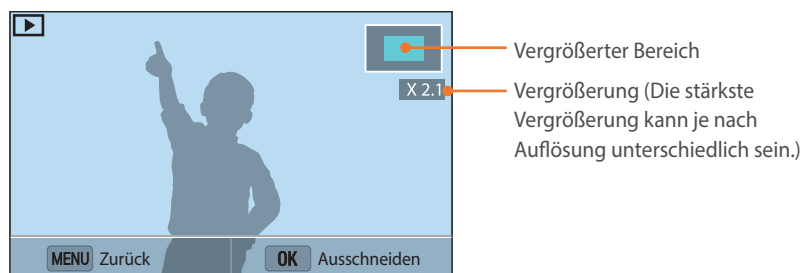 Vergrößerter Bereich
X 2.1
Vergrößerung (Die stärkste
Vergrößerung kann je nach
Auflösung unterschiedlich sein.)
MENU Zurück
OK Ausschneiden